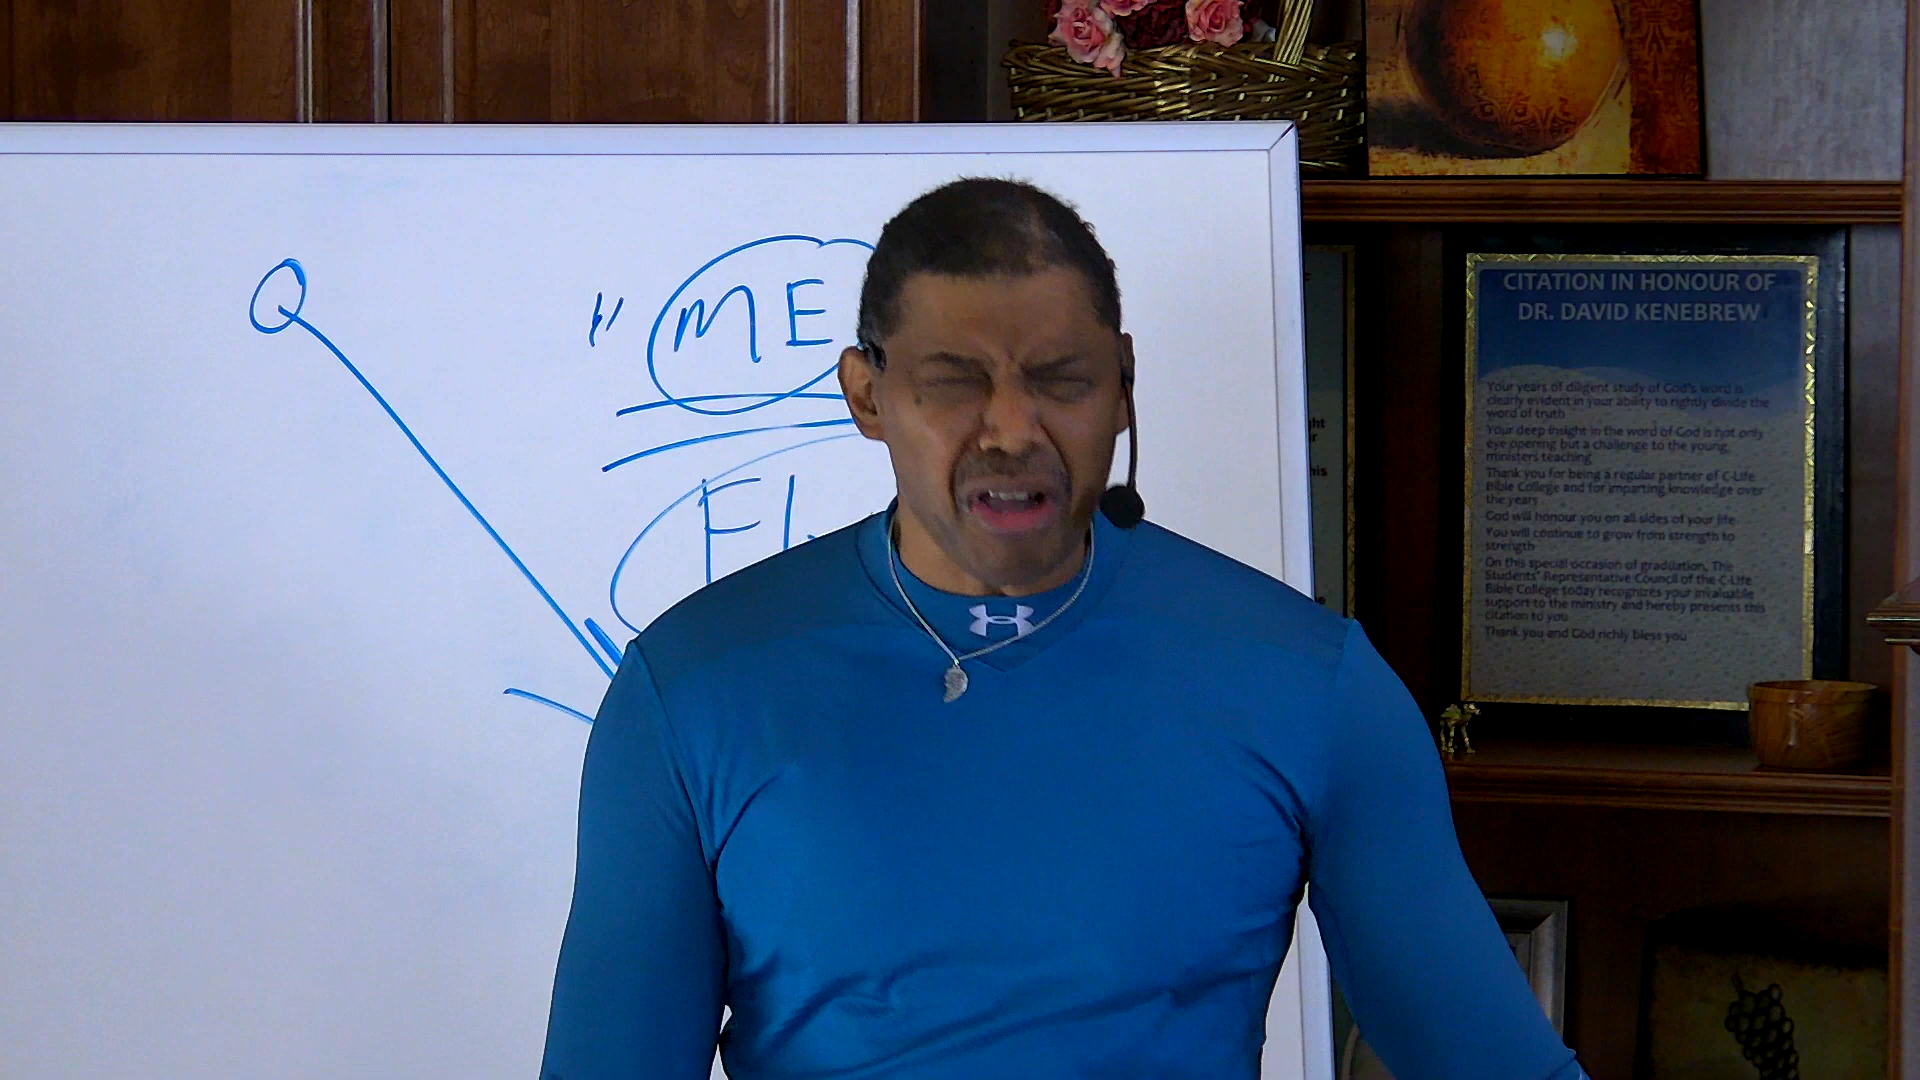 Q
" ME
FL
CITATION IN HONOUR OF
DR. DAVID KENEBREW
Your years of diligent study of God's word is
clearly evident in your ability to rightly divide the
word of truth
Your deep insight in the word of God is not only
eye opening but a challenge to the young
ministers teaching
Thank you for being a regular partner of C-Life
Bible College and for imparting knowledge over
the years
God will honour you on all sides of your life
You will continue to grow from strength to
strength
On this special occasion of graduation, The
Students' Representative Council of the C-Life
Bible College today recognizes your invaluable
support to the ministry and hereby presents this
citation to you
Thank you and God richly bless you